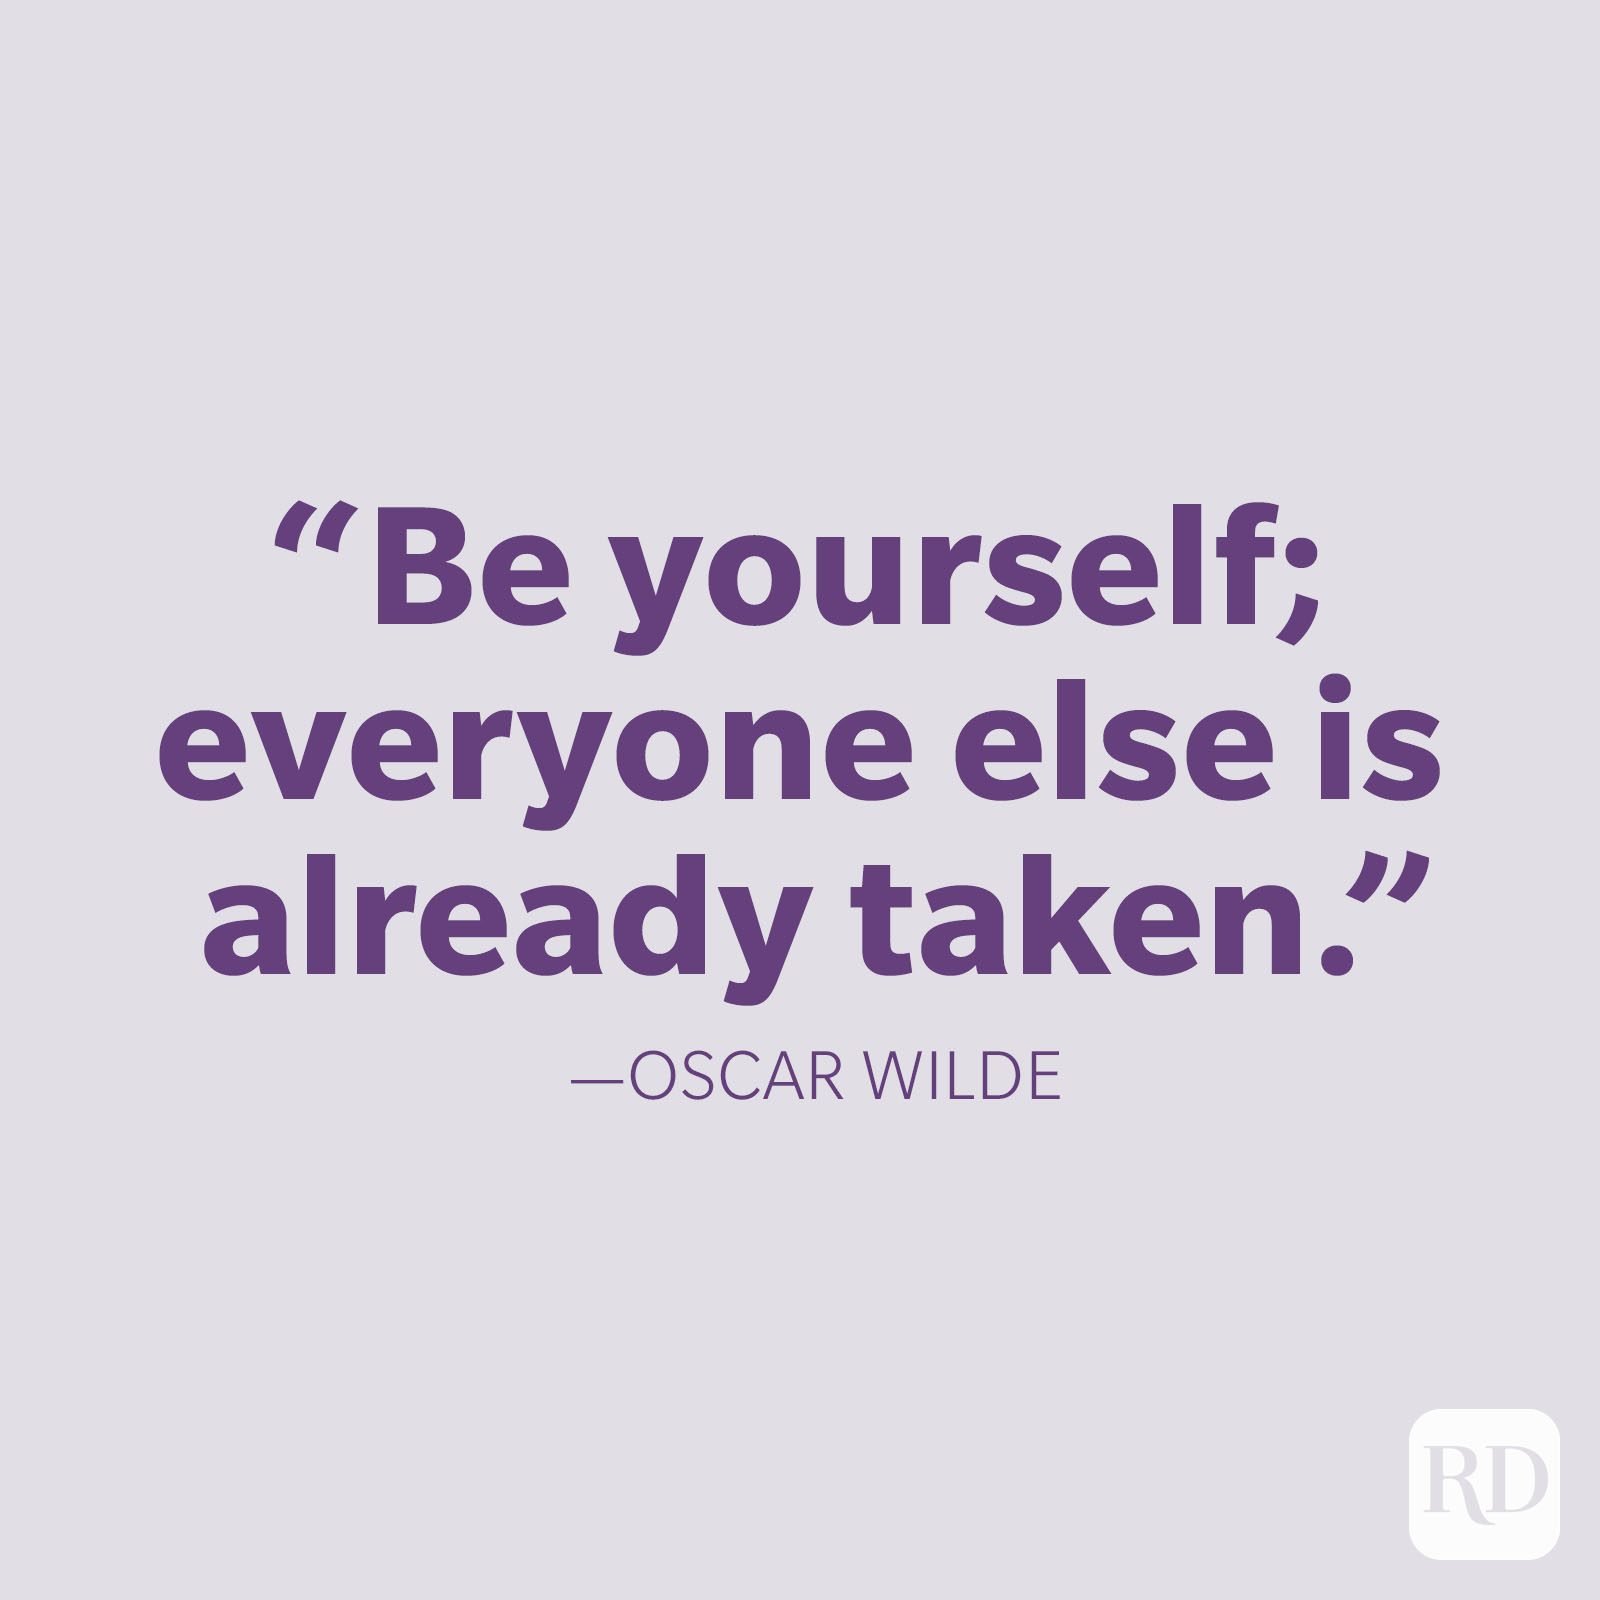 “Be yourself;
everyone else is
already taken.”
—OSCAR WILDE
RD